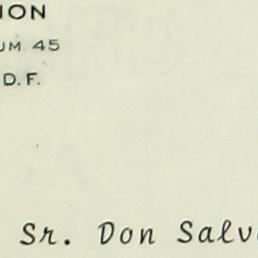 ION
UM. 45
D.F.
Sr. Don Salv